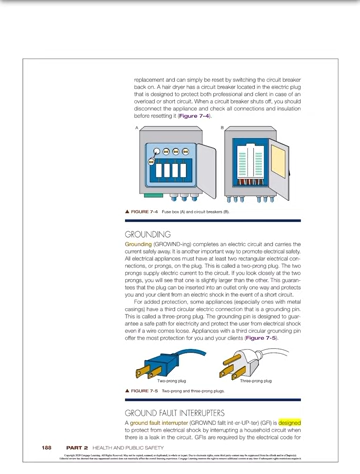 replacement and can simply be reset by switching the circuit breaker
back on. A hair dryer has a circuit breaker located in the electric plug
that is designed to protect both professional and client in case of an
overload or short circuit. When a circuit breaker shuts off, you should
disconnect the appliance and check all connections and insulation
before resetting it (Figure 7-4).
A
B
▲ FIGURE 7-4 Fuse box (A) and circuit breakers (B).
GROUNDING
Grounding (GROWND-ing) completes an electric circuit and carries the
current safely away. It is another important way to promote electrical safety.
All electrical appliances must have at least two rectangular electrical con-
nections, or prongs, on the plug. This is called a two-prong plug. The two
prongs supply electric current to the circuit. If you look closely at the two
prongs, you will see that one is slightly larger than the other. This guaran-
tees that the plug can be inserted into an outlet only one way and protects
you and your client from an electric shock in the event of a short circuit.
For added protection, some appliances (especially ones with metal
casings) have a third circular electric connection that is a grounding pin.
This is called a three-prong plug. The grounding pin is designed to guar-
antee a safe path for electricity and protect the user from electrical shock
even if a wire comes loose. Appliances with a third circular grounding pin
offer the most protection for you and your clients (Figure 7-5).
Two-prong plug
Three-prong plug
▲ FIGURE 7-5 Two-prong and three-prong plugs.
GROUND FAULT INTERRUPTERS
A ground fault interrupter (GROWND fallt int-er-UP-ter) (GFI) is designed
to protect from electrical shock by interrupting a household circuit when
there is a leak in the circuit. GFIs are required by the electrical code for
188 PART 2 HEALTH AND PUBLIC SAFETY